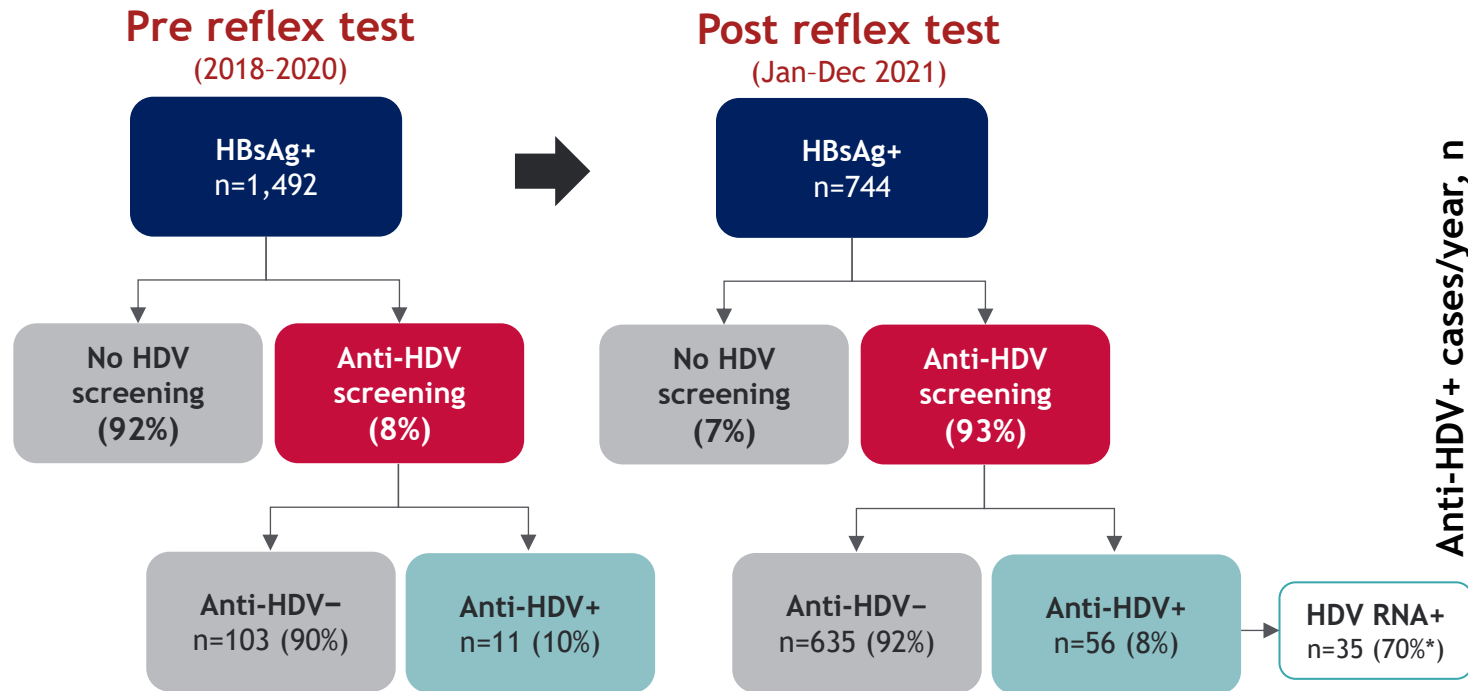 Pre reflex test
(2018–2020)
HBsAg+
n=1,492
No HDV
screening
(92%)
Anti-HDV
screening
(8%)
Anti-HDV−
n=103 (90%)
Anti-HDV+
n=11 (10%)
Post reflex test
(Jan–Dec 2021)
HBsAg+
n=744
No HDV
screening
(7%)
Anti-HDV
screening
(93%)
Anti-HDV−
n=635 (92%)
Anti-HDV+
n=56 (8%)
HDV RNA+
n=35 (70%*)
Anti-HDV+ cases/year, n